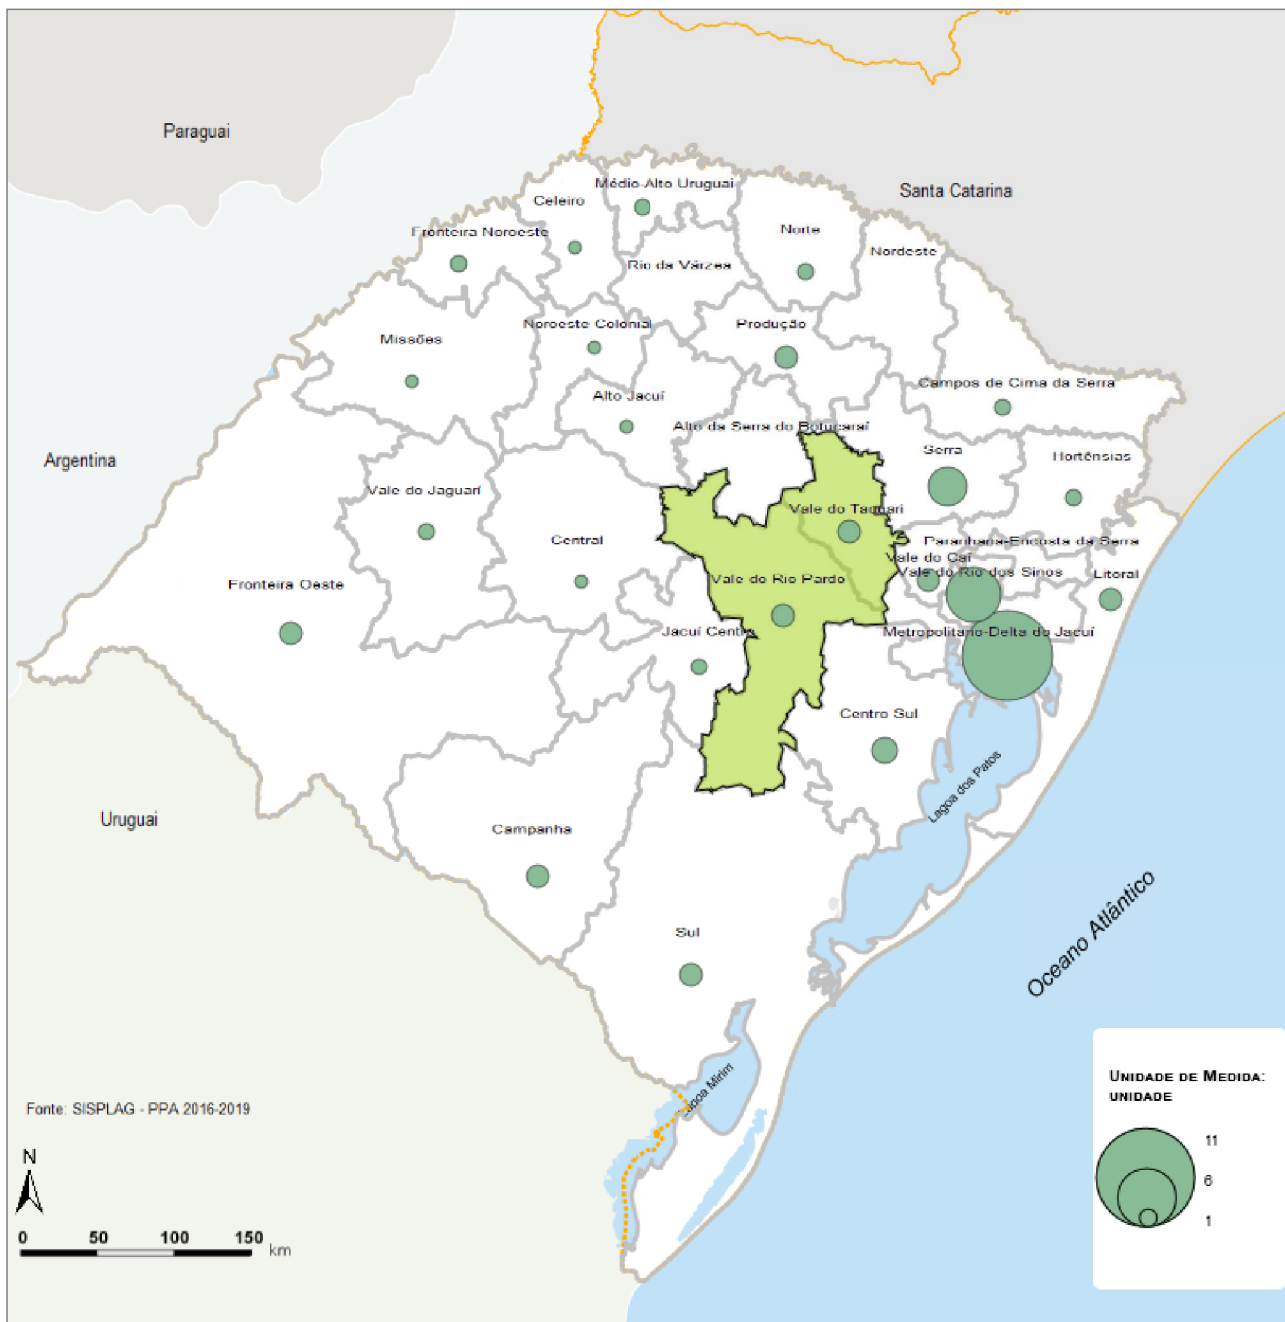 Paraguai
Santa Catarina
Médio-Alto Uruguai
Celeiro
Fronteira Noroeste
Norte
Nordeste
Rio da Várzea
Noroeste Colonial
Produção
Missões
Campos de Cima da Serra
Alto Jacuí
Alto da Serra do Botucaraí
Serra
Hortênsias
Argentina
Vale do Jaguarí
Vale do Taquari
Central
Paranhana-Encosta da Serra
Vale do Caí
Vale do Rio dos Sinos
Litoral
Fronteira Oeste
Vale do Rio Pardo
Jacuí Centro
Metropolitano-Delta do Jacuí
Centro Sul
Lagoa dos Patos
Uruguai
Campanha
Sul
Oceano Atlântico
Lagoa Mirim
Fonte: SISPLAG - PPA 2016-2019
N
0 50 100 150
km
UNIDADE DE MEDIDA:
UNIDADE
11
6
1